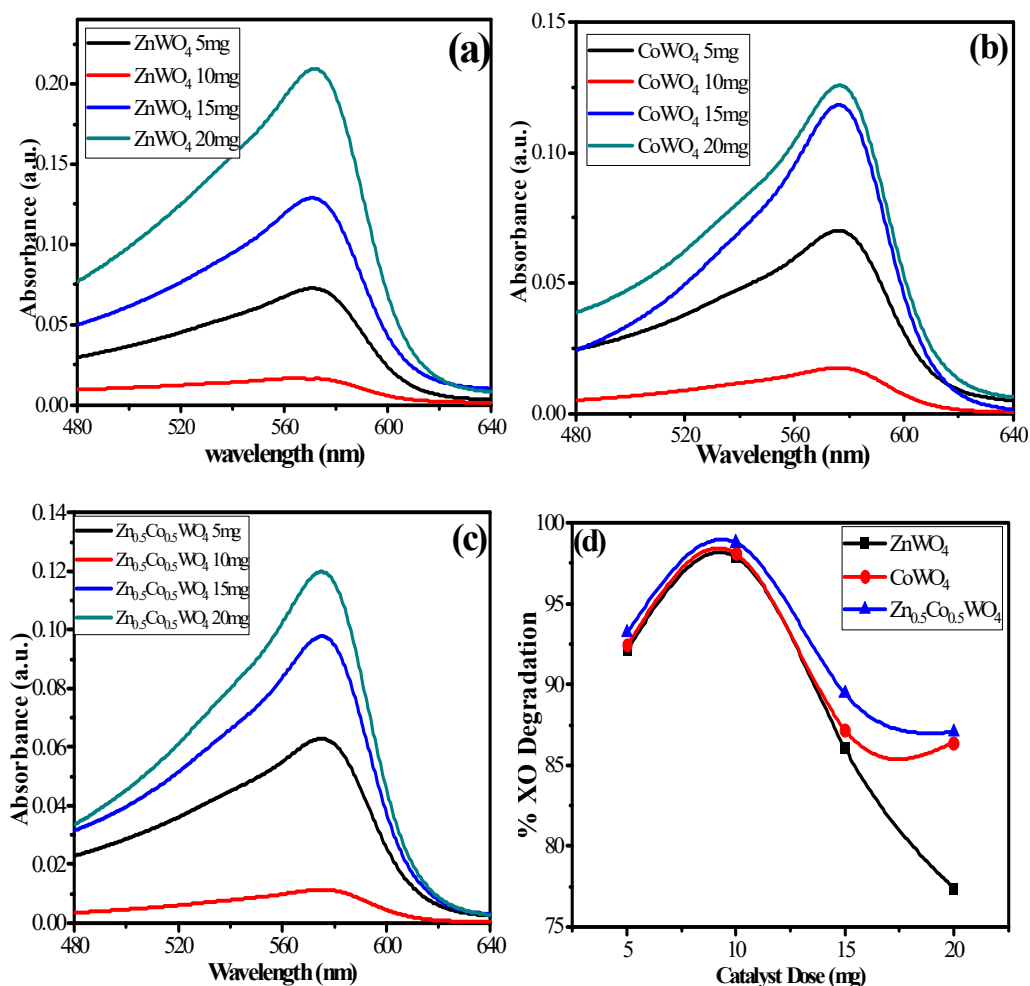 (a)
ZnWO4 5mg
ZnWO4 10mg
ZnWO4 15mg
ZnWO4 20mg
0.20
0.15
0.10
0.05
0.00
Absorbance (a.u.)
480 520 560 600 640
wavelength (nm)
(b)
CoWO4 5mg
CoWO4 10mg
CoWO4 15mg
CoWO4 20mg
0.15
0.10
0.05
0.00
Absorbance (a.u.)
480 520 560 600 640
Wavelength (nm)
(c)
Zn0.5Co0.5WO4 5mg
Zn0.5Co0.5WO4 10mg
Zn0.5Co0.5WO4 15mg
Zn0.5Co0.5WO4 20mg
0.14
0.12
0.10
0.08
0.06
0.04
0.02
0.00
Absorbance (a.u.)
480 520 560 600 640
Wavelength (nm)
(d)
ZnWO4
CoWO4
Zn0.5Co0.5WO4
100
95
90
85
80
75
% XO Degradation
5 10 15 20
Catalyst Dose (mg)